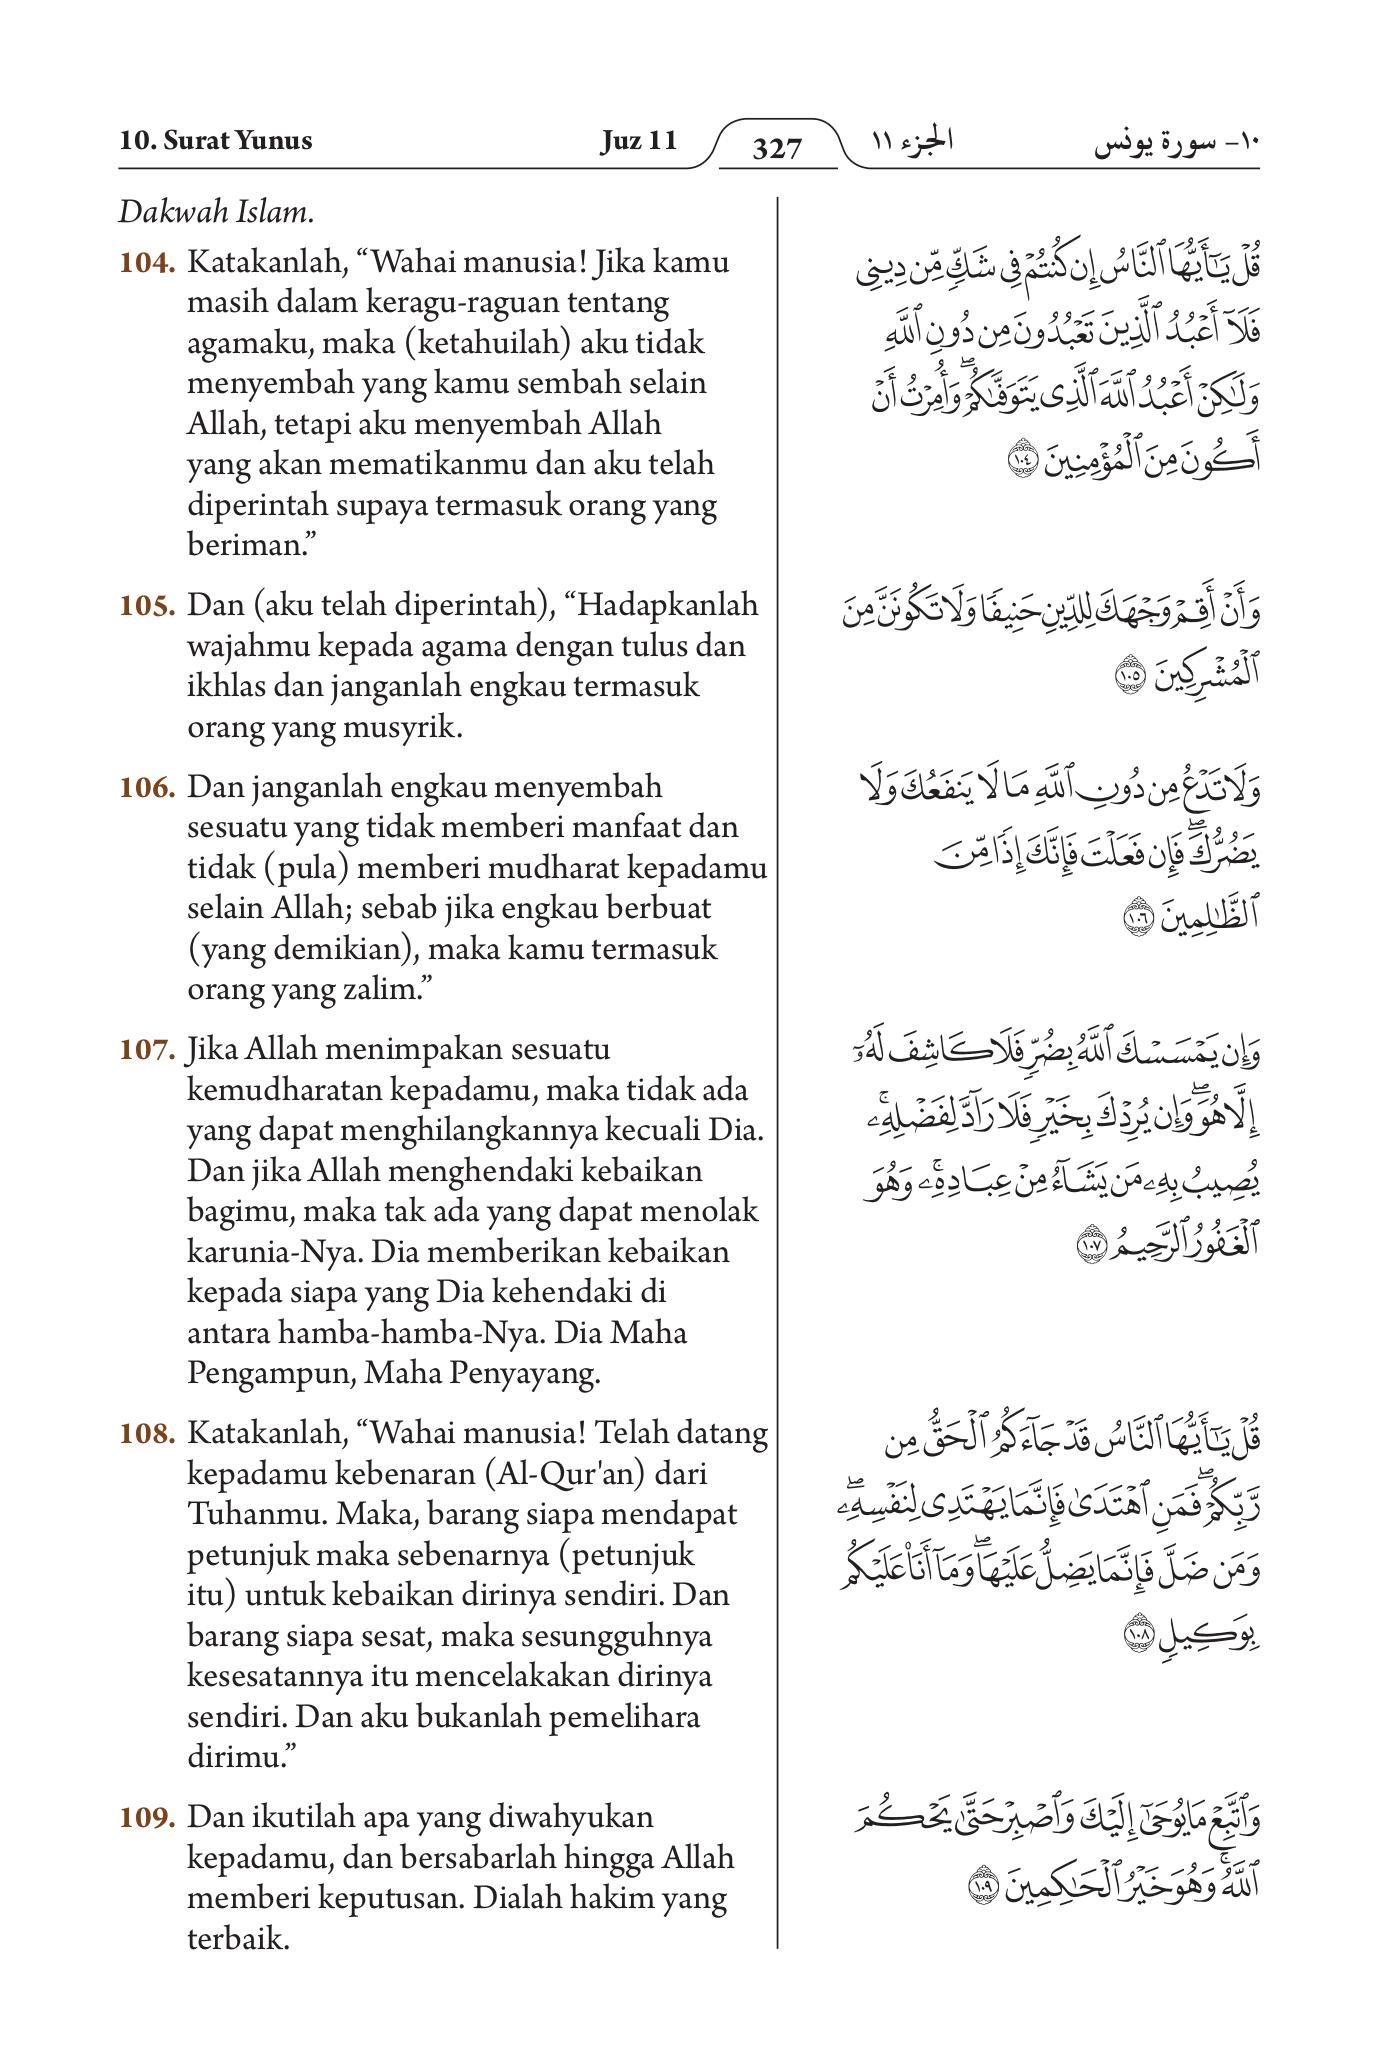 10. Surat Yunus
Juz 11
327
الجزء ١١
١٠- سورة يونس
Dakwah Islam.
104. Katakanlah, “Wahai manusia! Jika kamu
masih dalam keragu-raguan tentang
agamaku, maka (ketahuilah) aku tidak
menyembah yang kamu sembah selain
Allah, tetapi aku menyembah Allah
yang akan mematikanmu dan aku telah
diperintah supaya termasuk orang yang
beriman.”
105. Dan (aku telah diperintah), “Hadapkanlah
wajahmu kepada agama dengan tulus dan
ikhlas dan janganlah engkau termasuk
orang yang musyrik.
106. Dan janganlah engkau menyembah
sesuatu yang tidak memberi manfaat dan
tidak (pula) memberi mudharat kepadamu
selain Allah; sebab jika engkau berbuat
(yang demikian), maka kamu termasuk
orang yang zalim.”
107. Jika Allah menimpakan sesuatu
kemudharatan kepadamu, maka tidak ada
yang dapat menghilangkannya kecuali Dia.
Dan jika Allah menghendaki kebaikan
bagimu, maka tak ada yang dapat menolak
karunia-Nya. Dia memberikan kebaikan
kepada siapa yang Dia kehendaki di
antara hamba-hamba-Nya. Dia Maha
Pengampun, Maha Penyayang.
108. Katakanlah, “Wahai manusia! Telah datang
kepadamu kebenaran (Al-Qur'an) dari
Tuhanmu. Maka, barang siapa mendapat
petunjuk maka sebenarnya (petunjuk
itu) untuk kebaikan dirinya sendiri. Dan
barang siapa sesat, maka sesungguhnya
kesesatannya itu mencelakakan dirinya
sendiri. Dan aku bukanlah pemelihara
dirimu.”
109. Dan ikutilah apa yang diwahyukan
kepadamu, dan bersabarlah hingga Allah
memberi keputusan. Dialah hakim yang
terbaik.
قُلۡ يَٰٓأَيُّهَا ٱلنَّاسُ إِن كُنتُمۡ فِي شَكّٖ مِّن دِينِي
فَلَآ أَعۡبُدُ ٱلَّذِينَ تَعۡبُدُونَ مِن دُونِ ٱللَّهِ
وَلَٰكِنۡ أَعۡبُدُ ٱللَّهَ ٱلَّذِي يَتَوَفَّىٰكُمۡۖ وَأُمِرۡتُ أَنۡ
أَكُونَ مِنَ ٱلۡمُؤۡمِنِينَ ١٠٤
وَأَنۡ أَقِمۡ وَجۡهَكَ لِلدِّينِ حَنِيفٗا وَلَا تَكُونَنَّ مِنَ
ٱلۡمُشۡرِكِينَ ١٠٥
وَلَا تَدۡعُ مِن دُونِ ٱللَّهِ مَا لَا يَنفَعُكَ وَلَا
يَضُرُّكَۖ فَإِن فَعَلۡتَ فَإِنَّكَ إِذٗا مِّنَ
ٱلظَّٰلِمِينَ ١٠٦
وَإِن يَمۡسَسۡكَ ٱللَّهُ بِضُرّٖ فَلَا كَاشِفَ لَهُۥٓ
إِلَّا هُوَۖ وَإِن يُرِدۡكَ بِخَيۡرٖ فَلَا رَآدَّ لِفَضۡلِهِۦۚ
يُصِيبُ بِهِۦ مَن يَشَآءُ مِنۡ عِبَادِهِۦۚ وَهُوَ
ٱلۡغَفُورُ ٱلرَّحِيمُ ١٠٧
قُلۡ يَٰٓأَيُّهَا ٱلنَّاسُ قَدۡ جَآءَكُمُ ٱلۡحَقُّ مِن
رَّبِّكُمۡۖ فَمَنِ ٱهۡتَدَىٰ فَإِنَّمَا يَهۡتَدِي لِنَفۡسِهِۦۖ
وَمَن ضَلَّ فَإِنَّمَا يَضِلُّ عَلَيۡهَاۖ وَمَآ أَنَا۠ عَلَيۡكُم
بِوَكِيلٖ ١٠٨
وَٱتَّبِعۡ مَا يُوحَىٰٓ إِلَيۡكَ وَٱصۡبِرۡ حَتَّىٰ يَحۡكُمَ
ٱللَّهُۚ وَهُوَ خَيۡرُ ٱلۡحَٰكِمِينَ ١٠٩